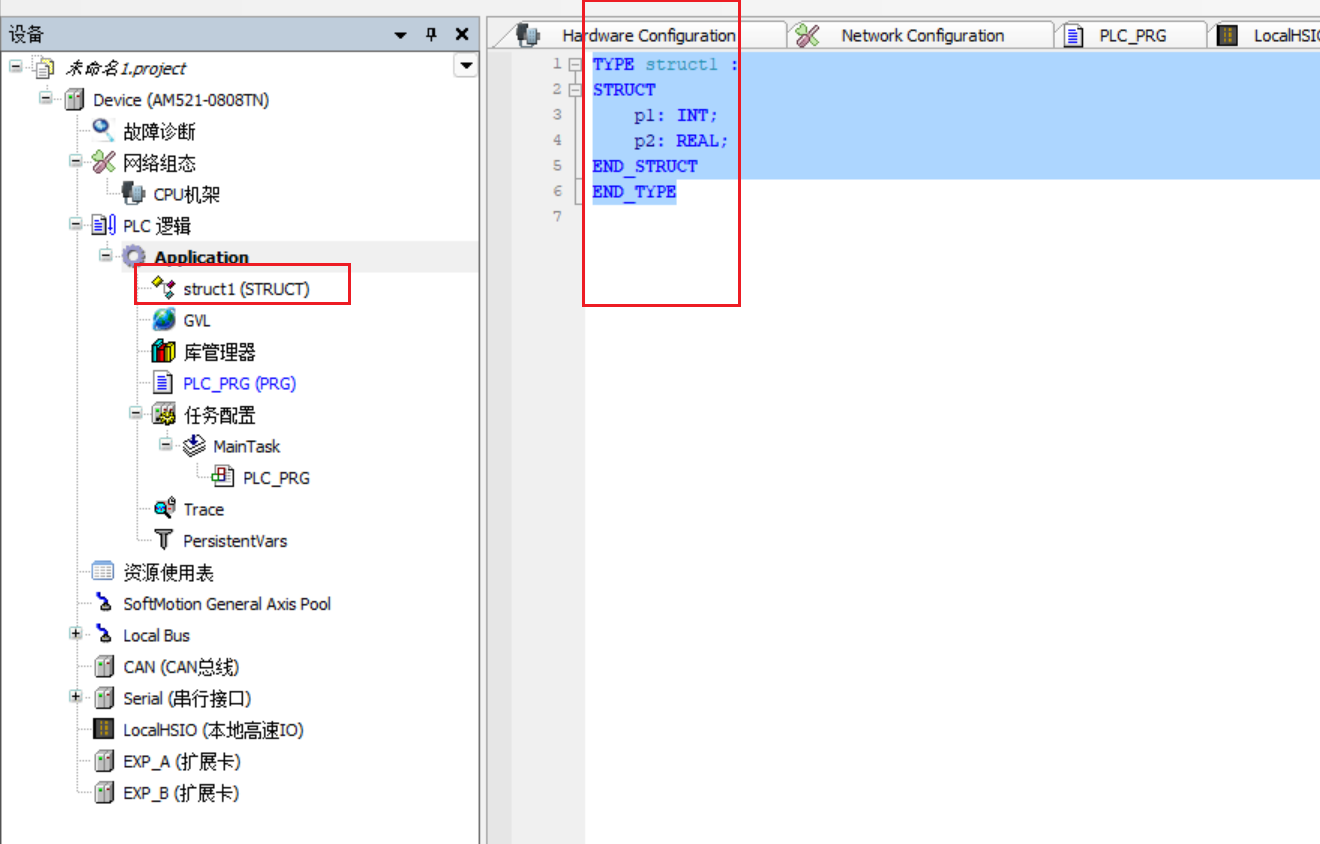 设备
未命名1.project
Device (AM521-0808TN)
故障诊断
网络组态
CPU机架
PLC 逻辑
Application
struct1 (STRUCT)
GVL
库管理器
PLC_PRG (PRG)
任务配置
MainTask
PLC_PRG
Trace
PersistentVars
资源使用表
SoftMotion General Axis Pool
Local Bus
CAN (CAN总线)
Serial (串行接口)
LocalHSIO (本地高速IO)
EXP_A (扩展卡)
EXP_B (扩展卡)
Hardware Configuration Network Configuration PLC_PRG LocalHSIO
1 TYPE struct1 :
2 STRUCT
3 p1: INT;
4 p2: REAL;
5 END_STRUCT
6 END_TYPE
7